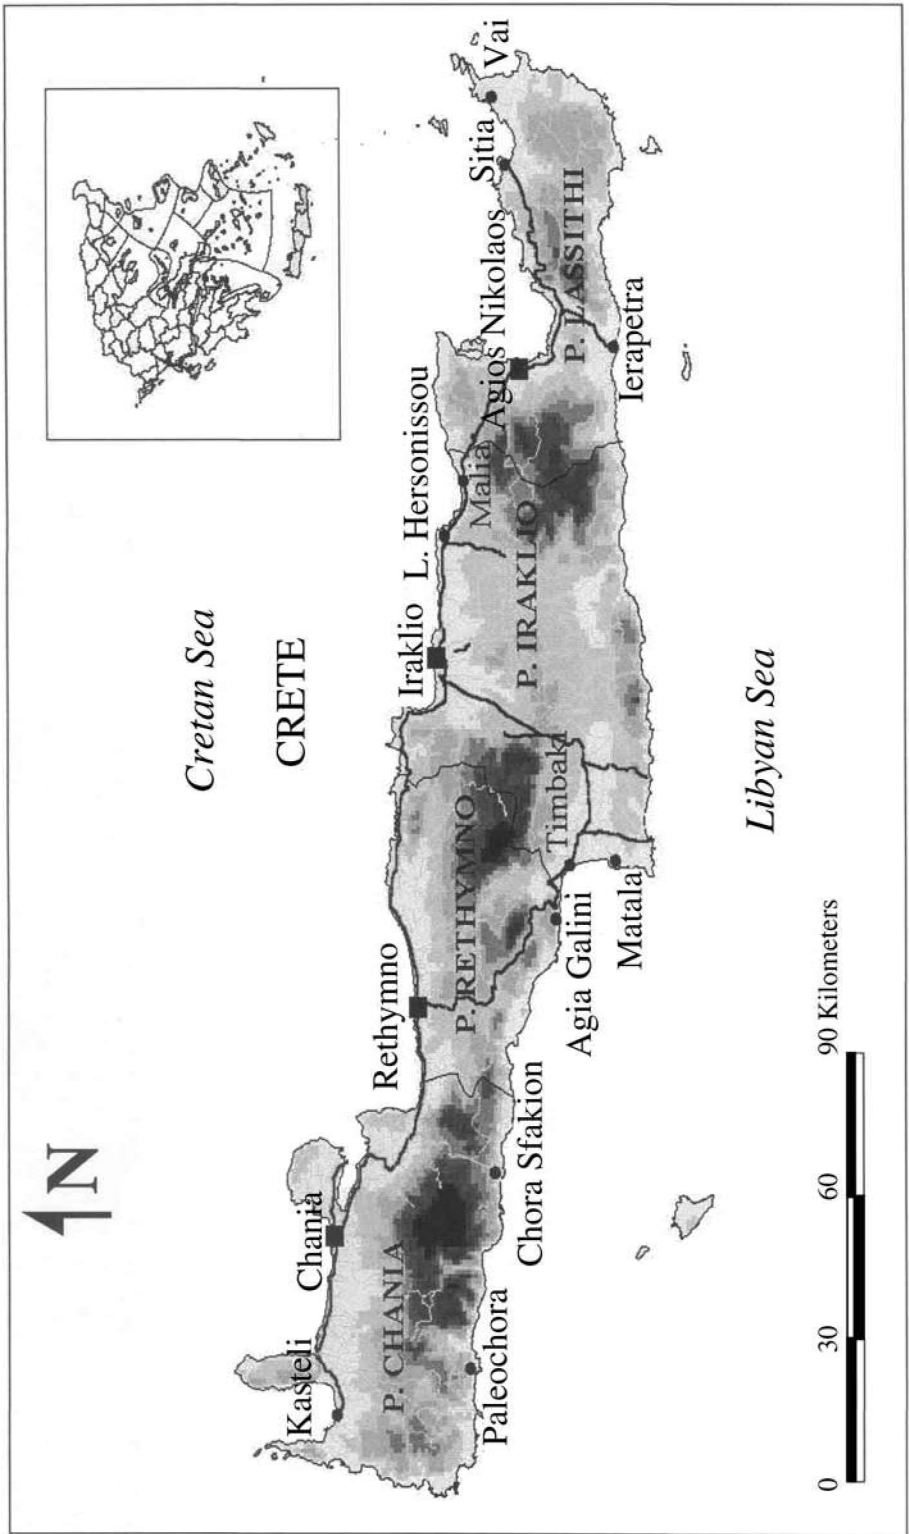 N
Cretan Sea
CRETE
Kasteli
Chania
Rethymno
Iraklio
L. Hersonissou
Malia
Agios Nikolaos
Sitia
Vai
P. CHANIA
P. RETHYMNO
P. IRAKLIO
P. LASSITHI
Paleochora
Chora Sfakion
Agia Galini
Timbaki
Matala
Ierapetra
Libyan Sea
0 30 60 90 Kilometers